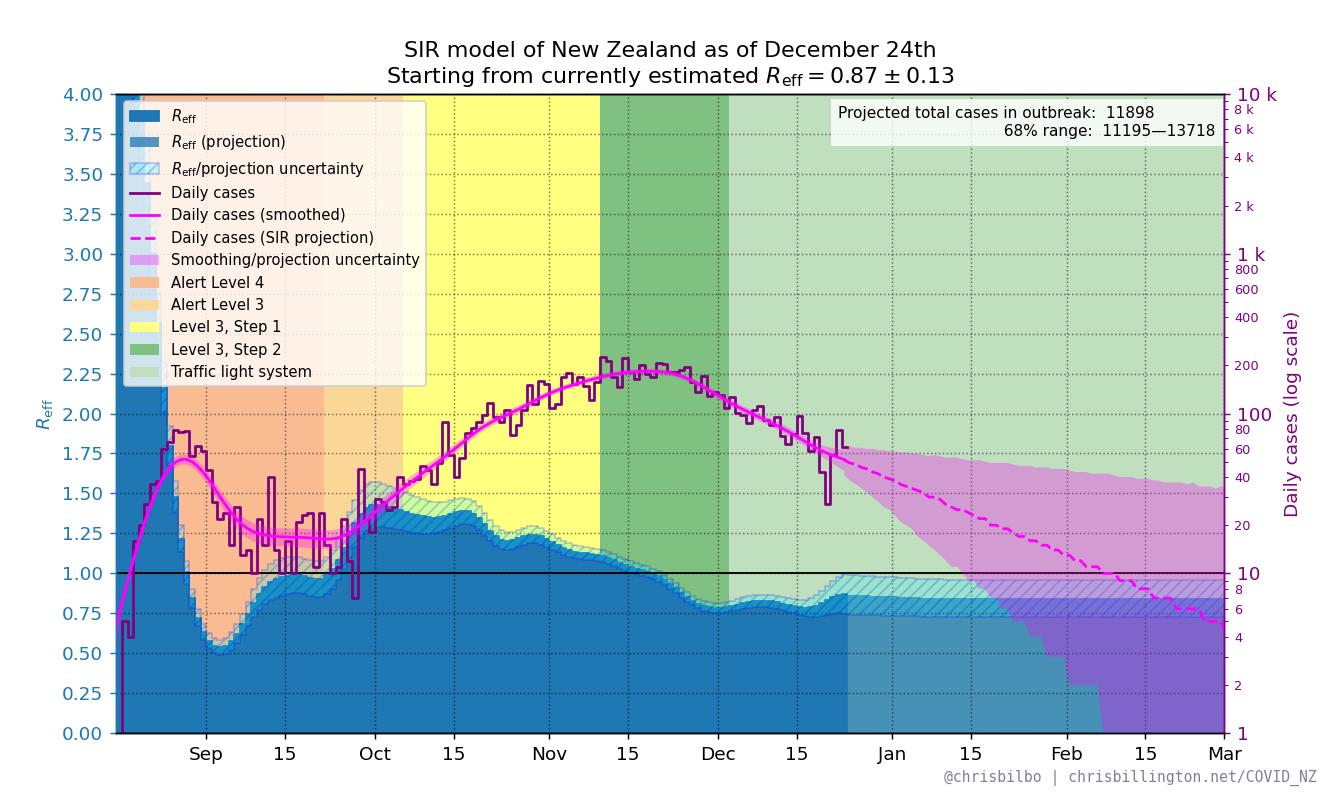 SIR model of New Zealand as of December 24th
Starting from currently estimated Reff = 0.87 ± 0.13
Projected total cases in outbreak: 11898
68% range: 11195—13718
Reff
Reff (projection)
Reff/projection uncertainty
Daily cases
Daily cases (smoothed)
Daily cases (SIR projection)
Smoothing/projection uncertainty
Alert Level 4
Alert Level 3
Level 3, Step 1
Level 3, Step 2
Traffic light system
4.00
3.75
3.50
3.25
3.00
2.75
2.50
2.25
2.00
1.75
1.50
1.25
1.00
0.75
0.50
0.25
0.00
Reff
10 k
8 k
6 k
4 k
2 k
1 k
800
600
400
200
100
80
60
40
20
10
8
6
4
2
1
Daily cases (log scale)
Sep 15 Oct 15 Nov 15 Dec 15 Jan 15 Feb 15 Mar
@chrisbilbo | chrisbillington.net/COVID_NZ